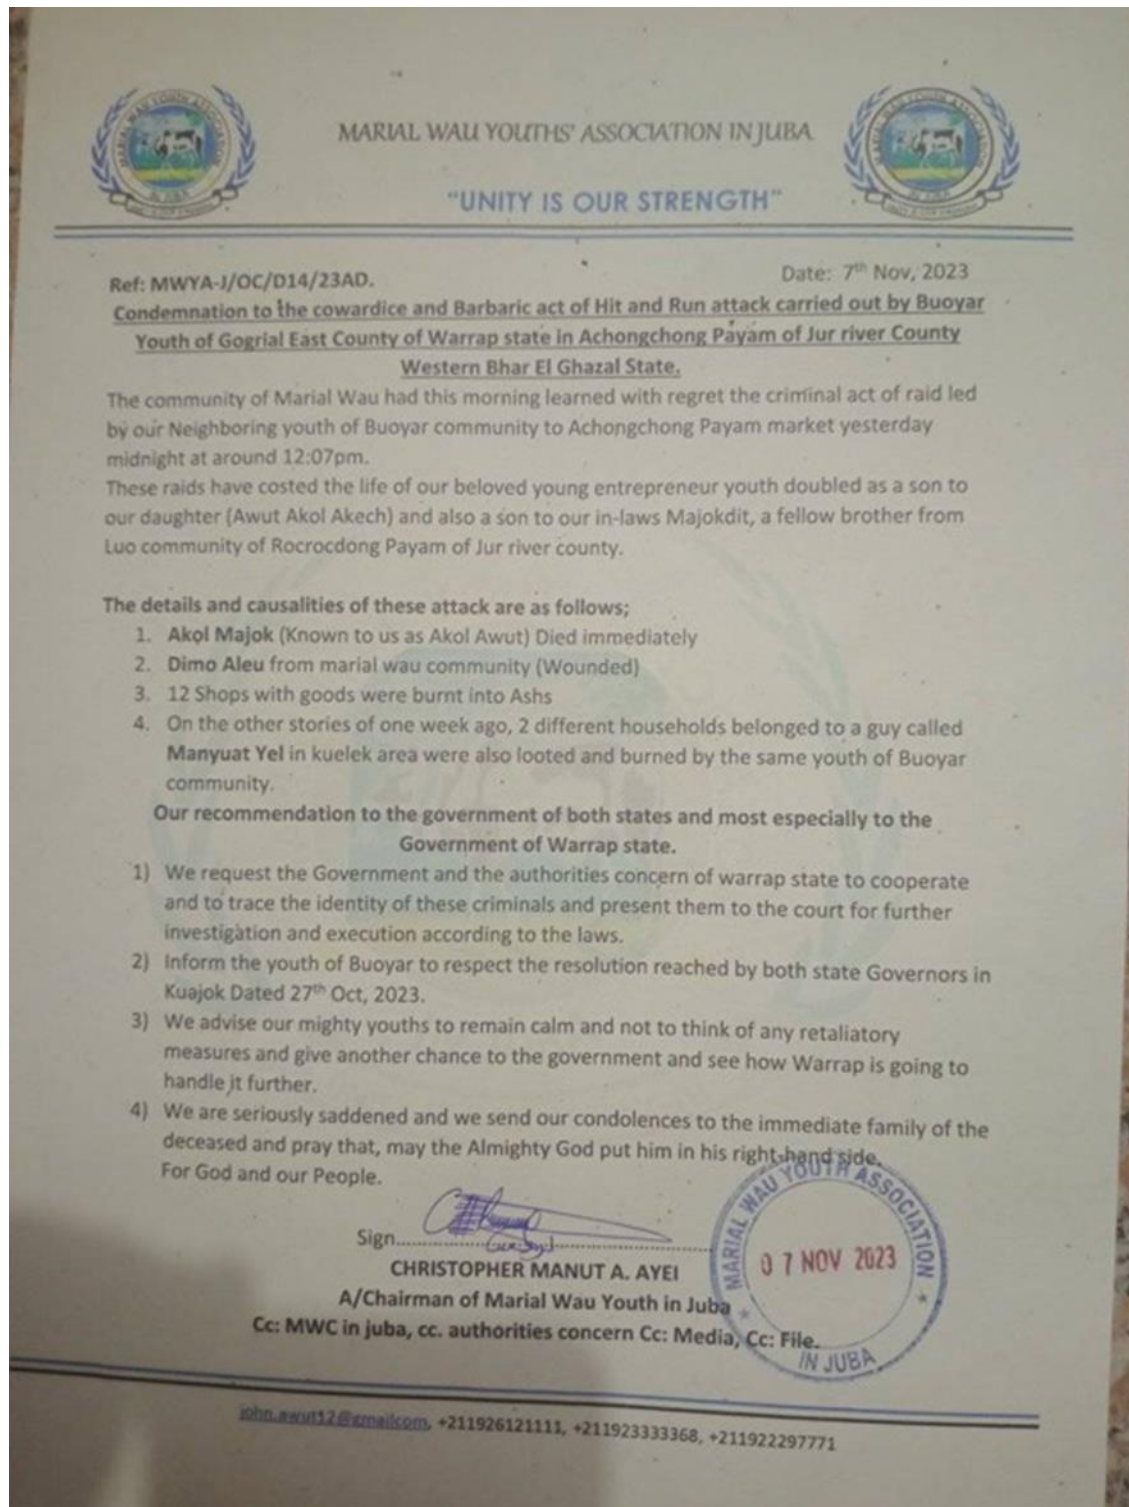 MARIAL WAU YOUTH ASSOCIATION
IN JUBA
MARIAL WAU YOUTHS' ASSOCIATION IN JUBA
"UNITY IS OUR STRENGTH"
MARIAL WAU YOUTH ASSOCIATION
IN JUBA
Ref: MWYA-J/OC/D14/23AD.
Date: 7th Nov, 2023
Condemnation to the cowardice and Barbaric act of Hit and Run attack carried out by Buoyar
Youth of Gogrial East County of Warrap state in Achongchong Payam of Jur river County
Western Bhar El Ghazal State.
The community of Marial Wau had this morning learned with regret the criminal act of raid led
by our Neighboring youth of Buoyar community to Achongchong Payam market yesterday
midnight at around 12:07pm.
These raids have costed the life of our beloved young entrepreneur youth doubled as a son to
our daughter (Awut Akol Akech) and also a son to our in-laws Majokdit, a fellow brother from
Luo community of Rocrocdong Payam of Jur river county.
The details and causalities of these attack are as follows;
1. Akol Majok (Known to us as Akol Awut) Died immediately
2. Dimo Aleu from marial wau community (Wounded)
3. 12 Shops with goods were burnt into Ashs
4. On the other stories of one week ago, 2 different households belonged to a guy called
Manyuat Yel in kuelek area were also looted and burned by the same youth of Buoyar
community.
Our recommendation to the government of both states and most especially to the
Government of Warrap state.
1) We request the Government and the authorities concern of warrap state to cooperate
and to trace the identity of these criminals and present them to the court for further
investigation and execution according to the laws.
2) Inform the youth of Buoyar to respect the resolution reached by both state Governors in
Kuajok Dated 27th Oct, 2023.
3) We advise our mighty youths to remain calm and not to think of any retaliatory
measures and give another chance to the government and see how Warrap is going to
handle it further.
4) We are seriously saddened and we send our condolences to the immediate family of the
deceased and pray that, may the Almighty God put him in his right-hand side.
For God and our People.
Sign
CHRISTOPHER MANUT A. AYEI
A/Chairman of Marial Wau Youth in Juba
Cc: MWC in juba, cc. authorities concern Cc: Media, Cc: File.
MARIAL WAU YOUTH ASSOCIATION
07 NOV 2023
IN JUBA
john.awut12@gmailcom, +211926121111, +211923333368, +211922297771